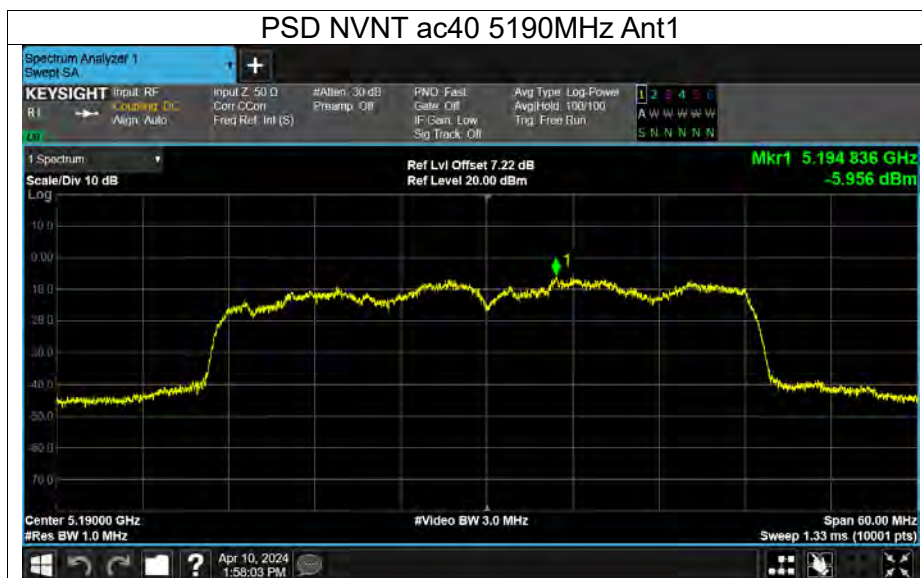 PSD NVNT ac40 5190MHz Ant1
Spectrum Analyzer 1
Swept SA
+
KEYSIGHT Input: RF Input Z: 50 Ω #Atten: 30 dB PNO: Fast Avg Type: Log-Power 1 2 3 4 5 6
Coupling: DC Corr CCorr Preamp: Off Gate: Off Avg|Hold: 100/100 A W W W W W
Align: Auto Freq Ref: Int (S) IF Gain: Low Trig: Free Run
Sig Track: Off S N N N N N
1 Spectrum
Ref Lvl Offset 7.22 dB
Mkr1 5.194 836 GHz
Scale/Div 10 dB
Ref Level 20.00 dBm
-5.956 dBm
Log
10.0
0.00
1
-10.0
-20.0
-30.0
-40.0
-50.0
-60.0
-70.0
Center 5.19000 GHz
#Video BW 3.0 MHz
Span 60.00 MHz
#Res BW 1.0 MHz
Sweep 1.33 ms (10001 pts)
?
Apr 10, 2024
1:58:03 PM